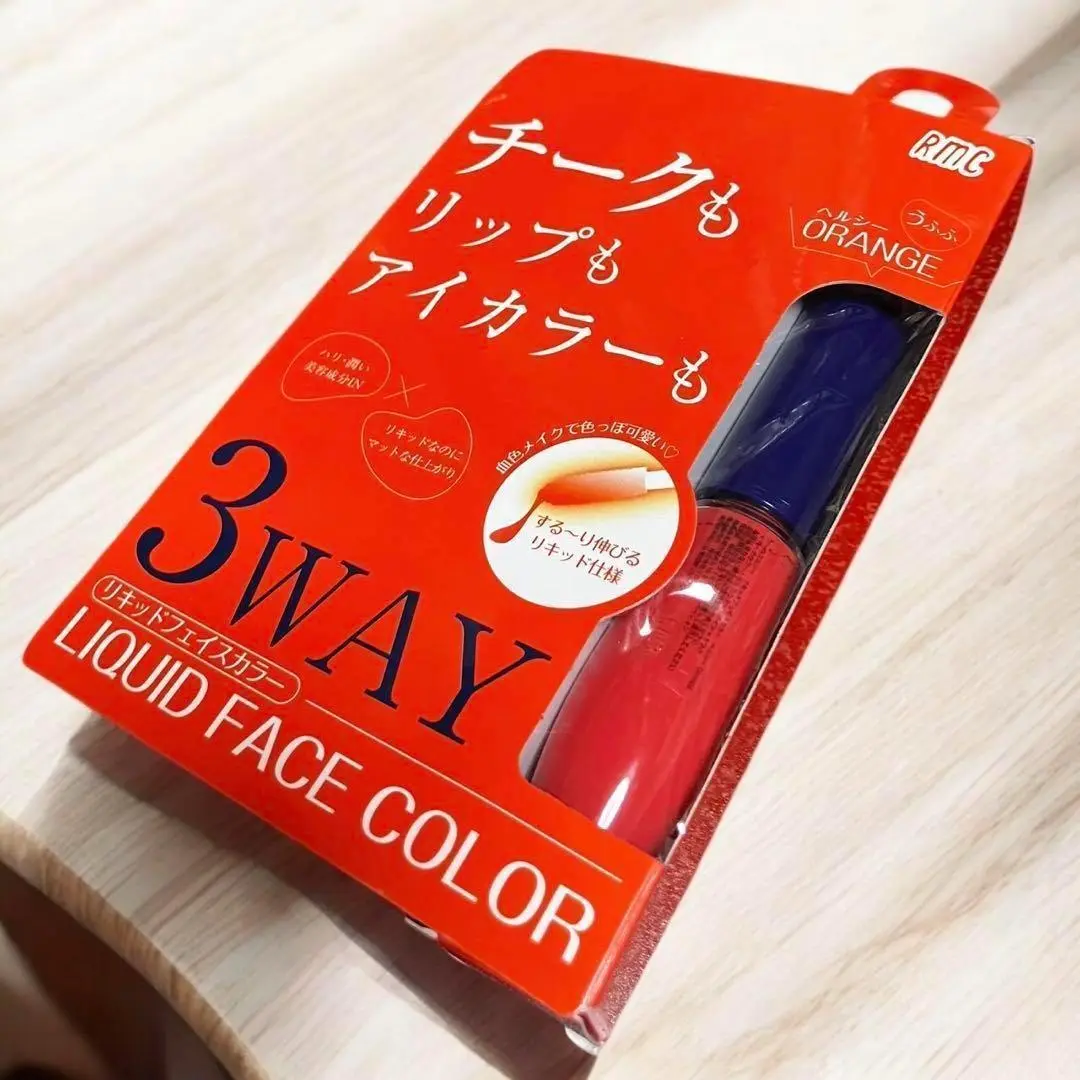 RMC
チークも
リップも
アイカラーも
うふふ
ヘルシー
ORANGE
ハリ・潤い
美容成分IN
×
リキッドなのに
マットな仕上がり
血色メイクで色っぽ可愛い♡
する〜り伸びる
リキッド仕様
3WAY
リキッドフェイスカラー
LIQUID FACE COLOR